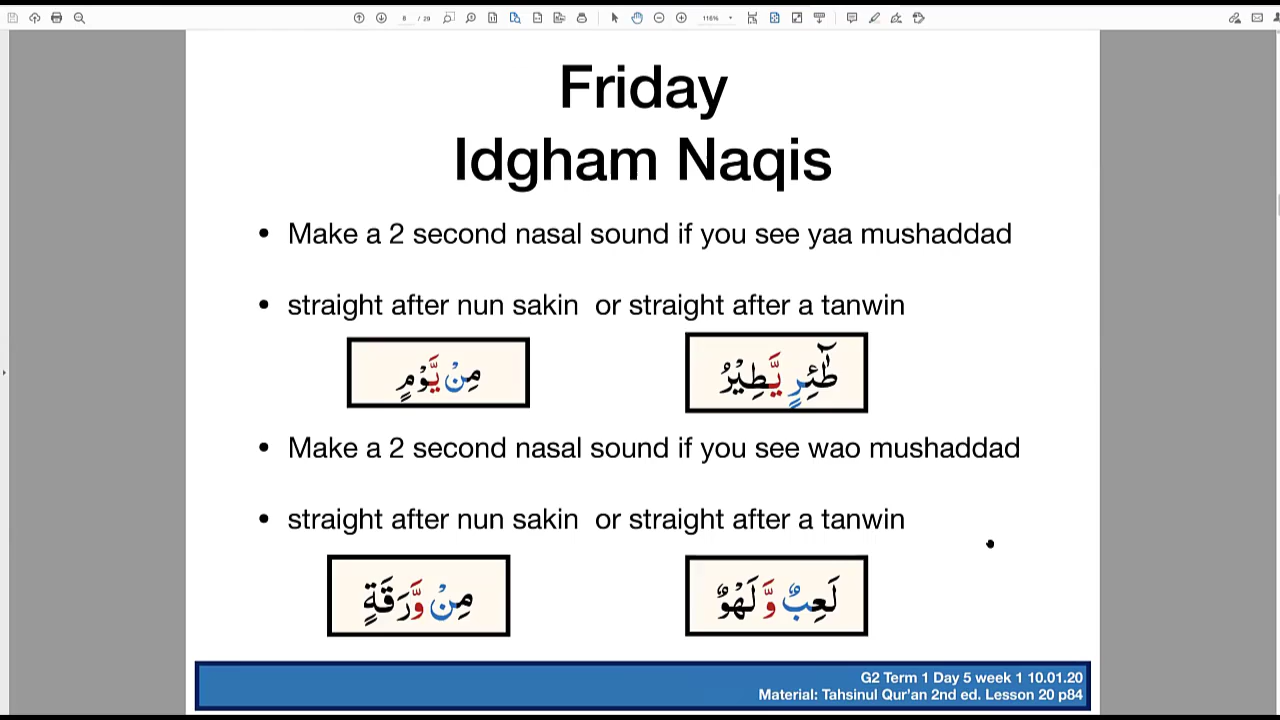 8 / 29 116%
Friday
Idgham Naqis
• Make a 2 second nasal sound if you see yaa mushaddad
• straight after nun sakin or straight after a tanwin
مِنْ يَّوْمٍ
طَٰٓئِرٍ يَّطِيْرُ
• Make a 2 second nasal sound if you see wao mushaddad
• straight after nun sakin or straight after a tanwin
مِنْ وَّرَقَةٍ
لَعِبٌ وَّلَهْوٌ
G2 Term 1 Day 5 week 1 10.01.20
Material: Tahsinul Qur’an 2nd ed. Lesson 20 p84